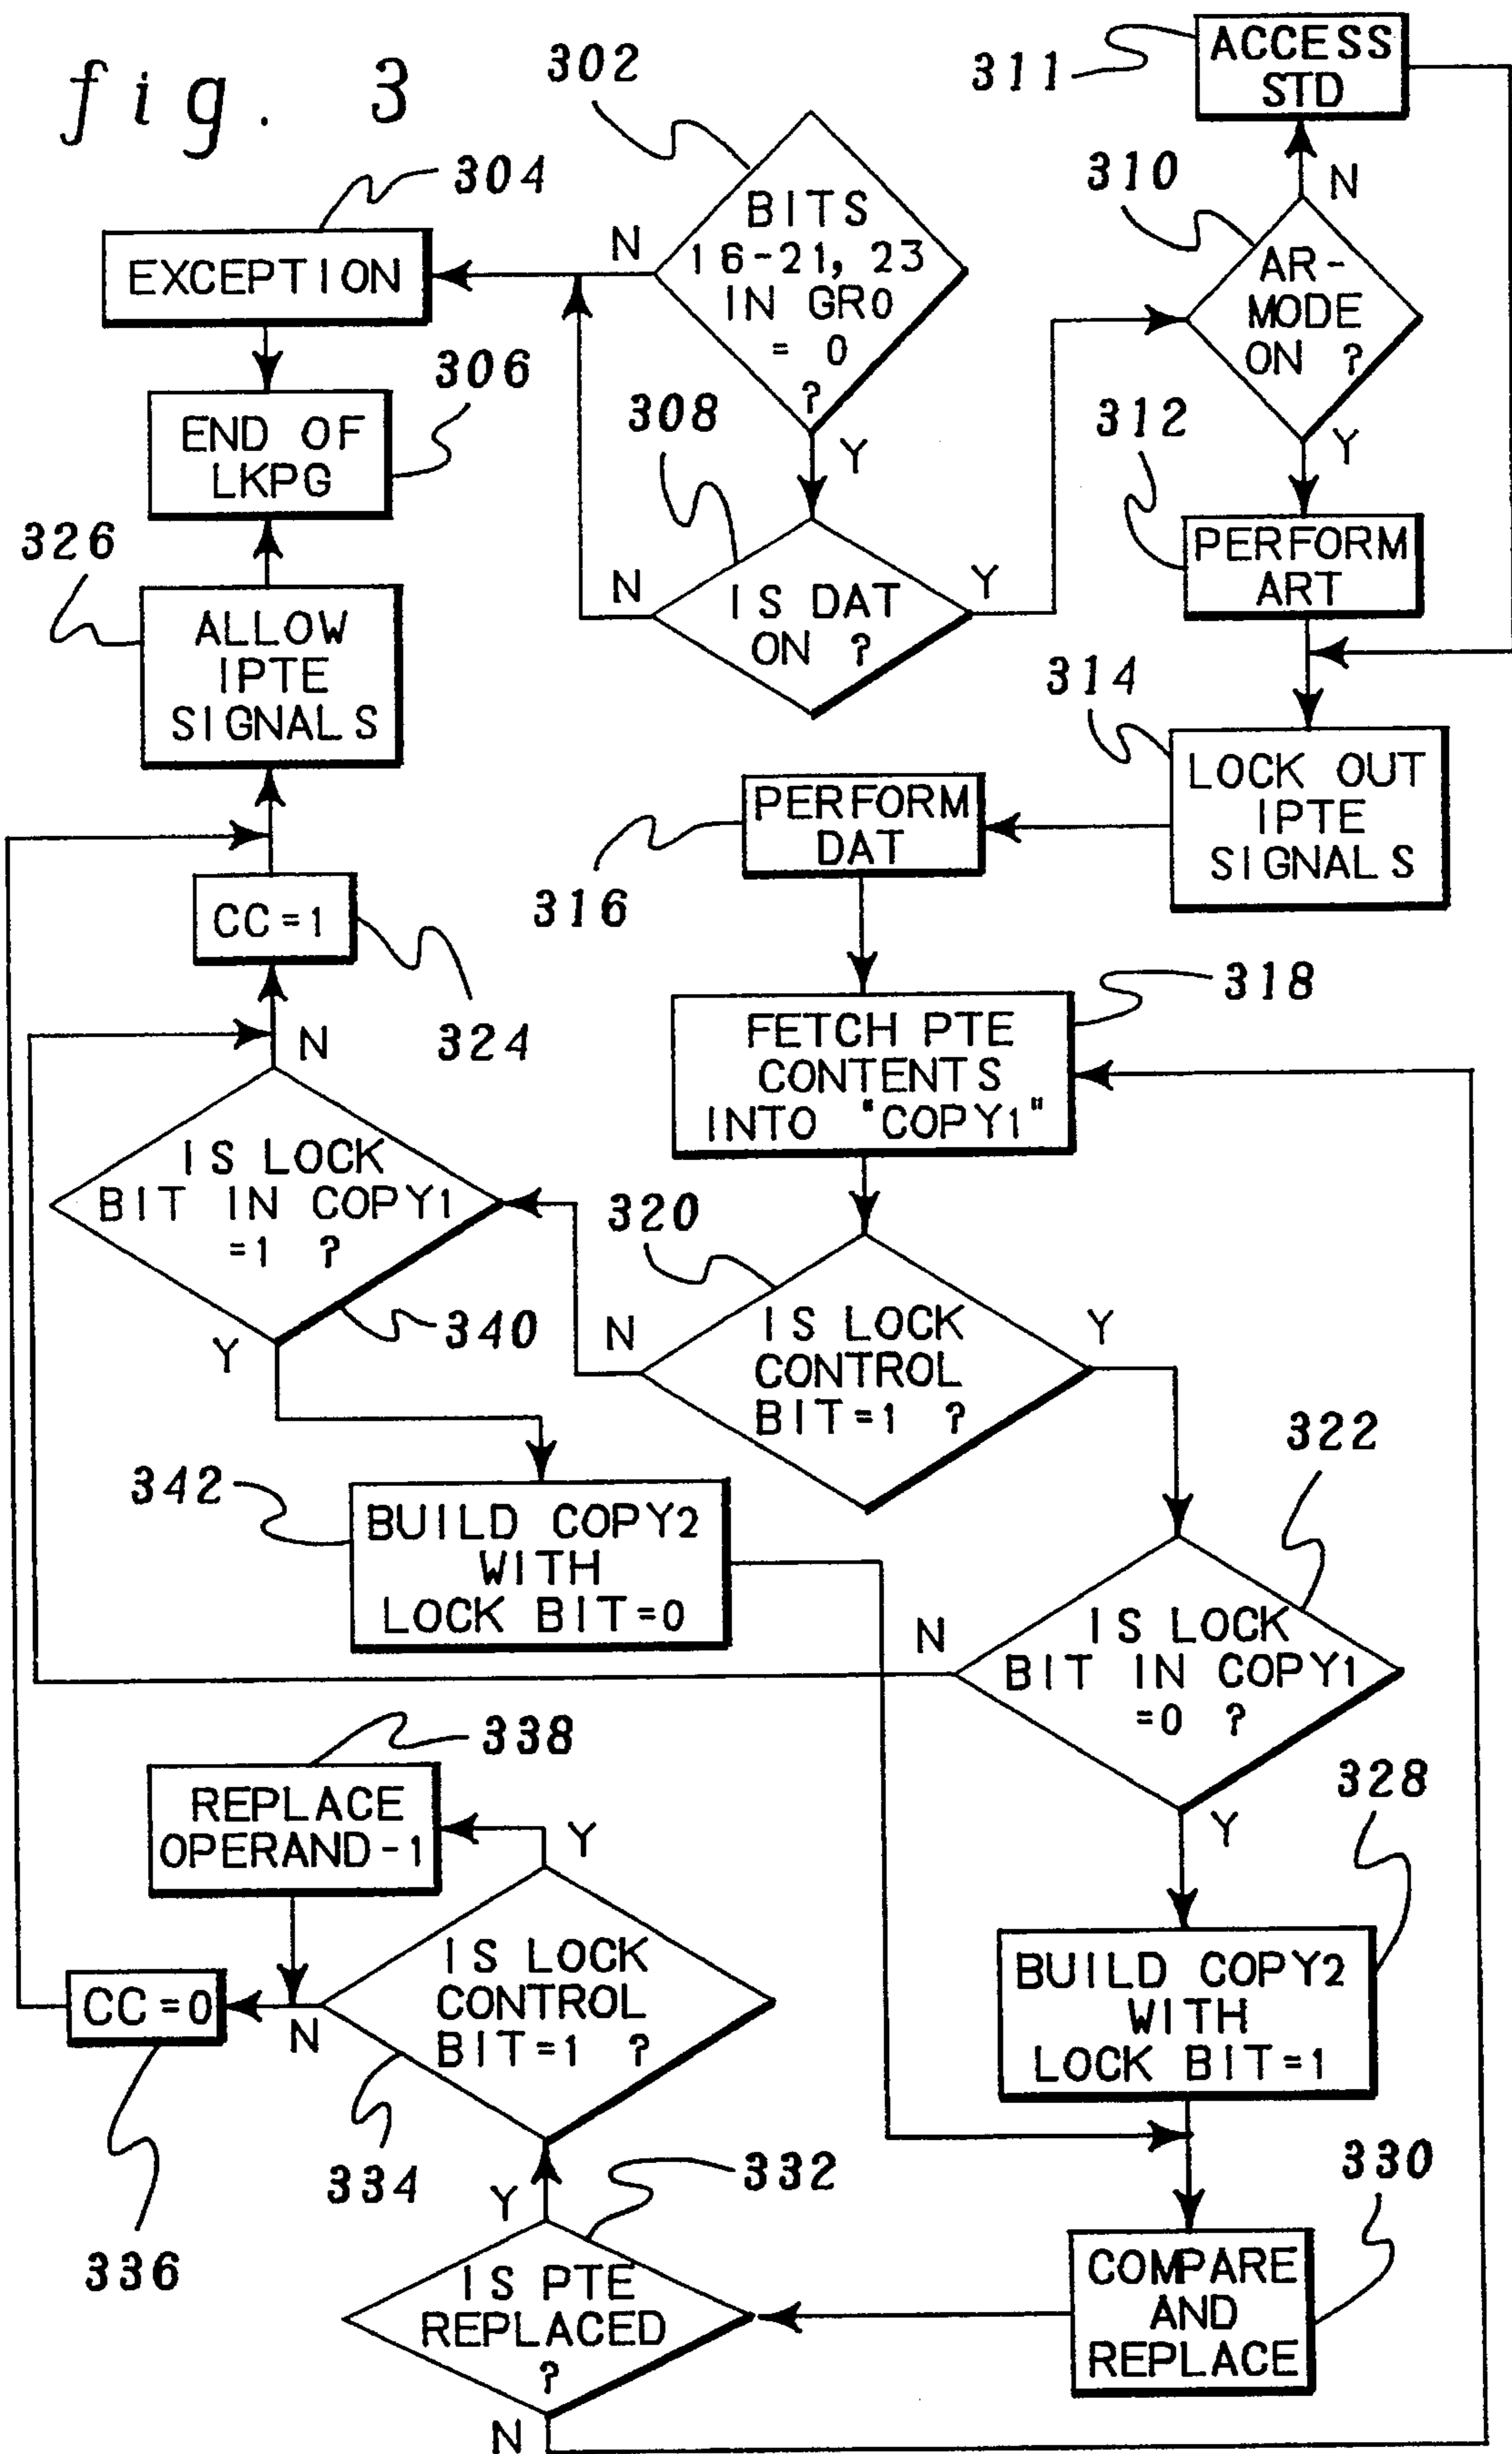 fig. 3
302
311
ACCESS
STD
304
310
N
BITS
16-21, 23
IN GR0
= 0
?
N
EXCEPTION
AR-
MODE
ON ?
306
308
312
Y
Y
END OF
LKPG
326
PERFORM
ART
N
IS DAT
ON ?
Y
ALLOW
IPTE
SIGNALS
314
LOCK OUT
IPTE
SIGNALS
PERFORM
DAT
316
CC=1
324
318
N
FETCH PTE
CONTENTS
INTO "COPY1"
IS LOCK
BIT IN COPY1
=1 ?
320
340
Y
N
IS LOCK
CONTROL
BIT=1 ?
Y
322
342
BUILD COPY2
WITH
LOCK BIT=0
N
IS LOCK
BIT IN COPY1
=0 ?
338
328
REPLACE
OPERAND-1
Y
Y
IS LOCK
CONTROL
BIT=1 ?
BUILD COPY2
WITH
LOCK BIT=1
CC=0
N
334
332
330
Y
336
IS PTE
REPLACED
?
COMPARE
AND
REPLACE
N